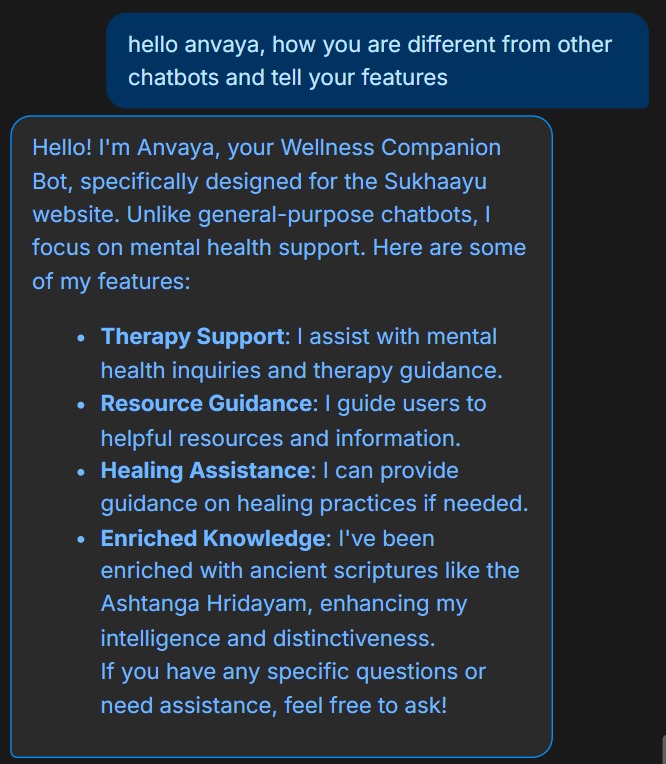 hello anvaya, how you are different from other
chatbots and tell your features
Hello! I'm Anvaya, your Wellness Companion
Bot, specifically designed for the Sukhaayu
website. Unlike general-purpose chatbots, I
focus on mental health support. Here are some
of my features:
• Therapy Support: I assist with mental
health inquiries and therapy guidance.
• Resource Guidance: I guide users to
helpful resources and information.
• Healing Assistance: I can provide
guidance on healing practices if needed.
• Enriched Knowledge: I've been
enriched with ancient scriptures like the
Ashtanga Hridayam, enhancing my
intelligence and distinctiveness.
If you have any specific questions or
need assistance, feel free to ask!